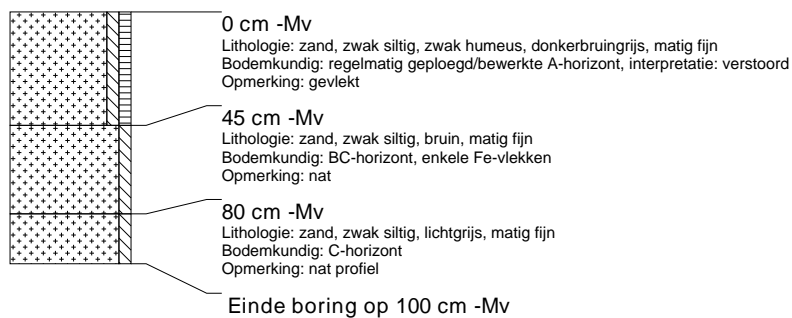 0 cm -Mv
Lithologie: zand, zwak siltig, zwak humeus, donkerbruingrijs, matig fijn
Bodemkundig: regelmatig geploegd/bewerkte A-horizont, interpretatie: verstoord
Opmerking: gevlekt
45 cm -Mv
Lithologie: zand, zwak siltig, bruin, matig fijn
Bodemkundig: BC-horizont, enkele Fe-vlekken
Opmerking: nat
80 cm -Mv
Lithologie: zand, zwak siltig, lichtgrijs, matig fijn
Bodemkundig: C-horizont
Opmerking: nat profiel
Einde boring op 100 cm -Mv